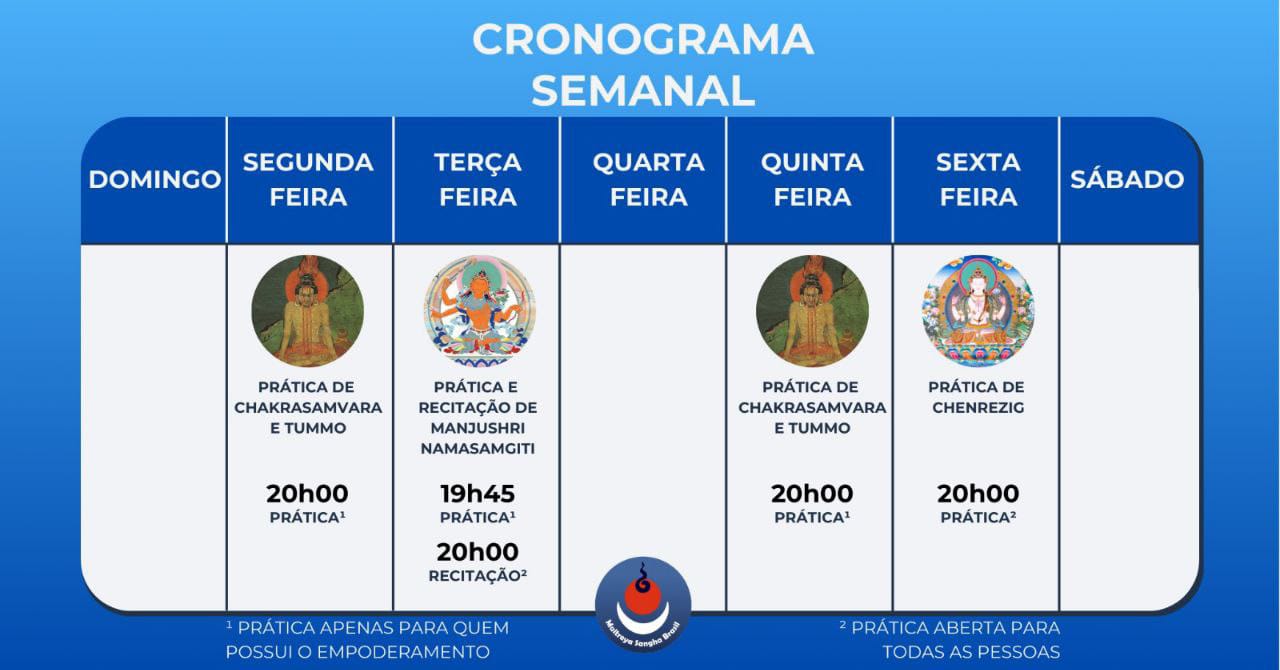 CRONOGRAMA
SEMANAL
DOMINGO
SEGUNDA
FEIRA
TERÇA
FEIRA
QUARTA
FEIRA
QUINTA
FEIRA
SEXTA
FEIRA
SÁBADO
PRÁTICA DE
CHAKRASAMVARA
E TUMMO
20h00
PRÁTICA¹
PRÁTICA E
RECITAÇÃO DE
MANJUSHRI
NAMASAMGITI
19h45
PRÁTICA¹
20h00
RECITAÇÃO²
PRÁTICA DE
CHAKRASAMVARA
E TUMMO
20h00
PRÁTICA¹
PRÁTICA DE
CHENREZIG
20h00
PRÁTICA²
Maitreya Sangha Brasil
¹ PRÁTICA APENAS PARA QUEM
POSSUI O EMPODERAMENTO
² PRÁTICA ABERTA PARA
TODAS AS PESSOAS